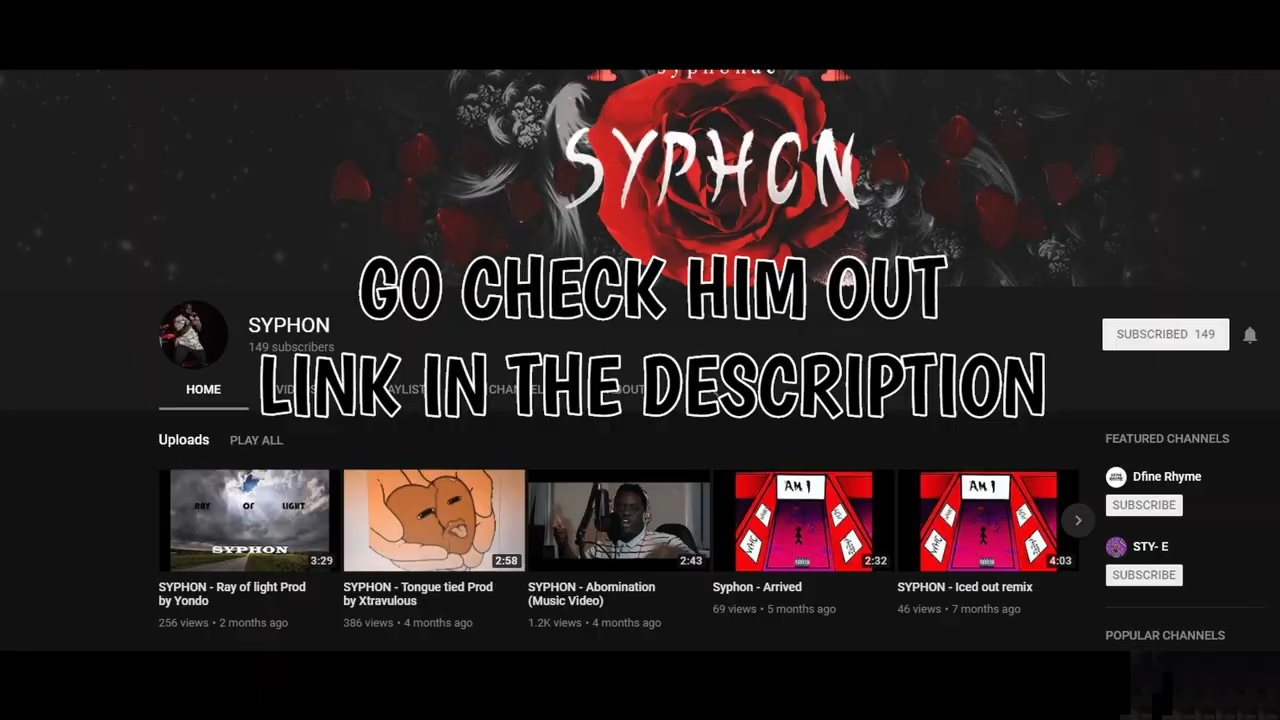 SYPHON
GO CHECK HIM OUT
SYPHON
149 subscribers
SUBSCRIBED 149
LINK IN THE DESCRIPTION
HOME
Uploads PLAY ALL
FEATURED CHANNELS
Dfine Rhyme
SUBSCRIBE
STY- E
SUBSCRIBE
POPULAR CHANNELS
RAY OF LIGHT
SYPHON
3:29
2:58
2:43
AM I
2:32
AM I
4:03
SYPHON - Ray of light Prod
by Yondo
256 views • 2 months ago
SYPHON - Tongue tied Prod
by Xtravulous
386 views • 4 months ago
SYPHON - Abomination
(Music Video)
1.2K views • 4 months ago
Syphon - Arrived
69 views • 5 months ago
SYPHON - Iced out remix
46 views • 7 months ago